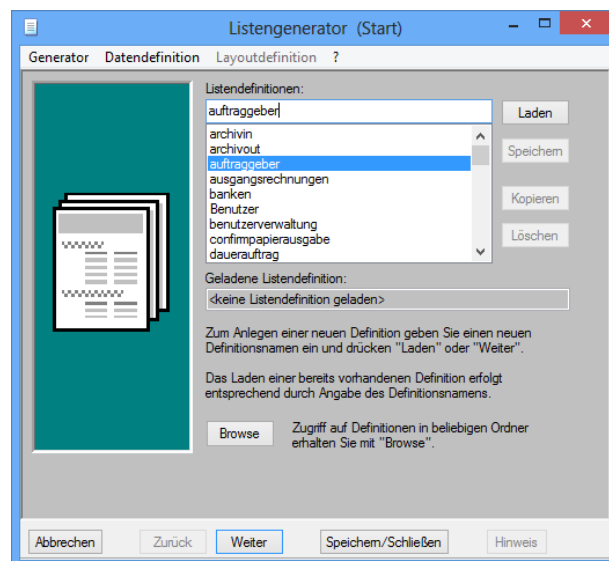 Listengenerator (Start)
Generator Datendefinition Layoutdefinition ?
Listendefinitionen:
auftraggeber
Laden
archivin
archivout
auftraggeber
ausgangsrechnungen
banken
Benutzer
benutzerverwaltung
confirmpapierausgabe
dauerauftrag
Speichern
Kopieren
Löschen
Geladene Listendefinition:
<keine Listendefinition geladen>
Zum Anlegen einer neuen Definition geben Sie einen neuen
Definitionsnamen ein und drücken "Laden" oder "Weiter".
Das Laden einer bereits vorhandenen Definition erfolgt
entsprechend durch Angabe des Definitionsnamens.
Browse
Zugriff auf Definitionen in beliebigen Ordner
erhalten Sie mit "Browse".
Abbrechen Zurück Weiter Speichern/Schließen Hinweis